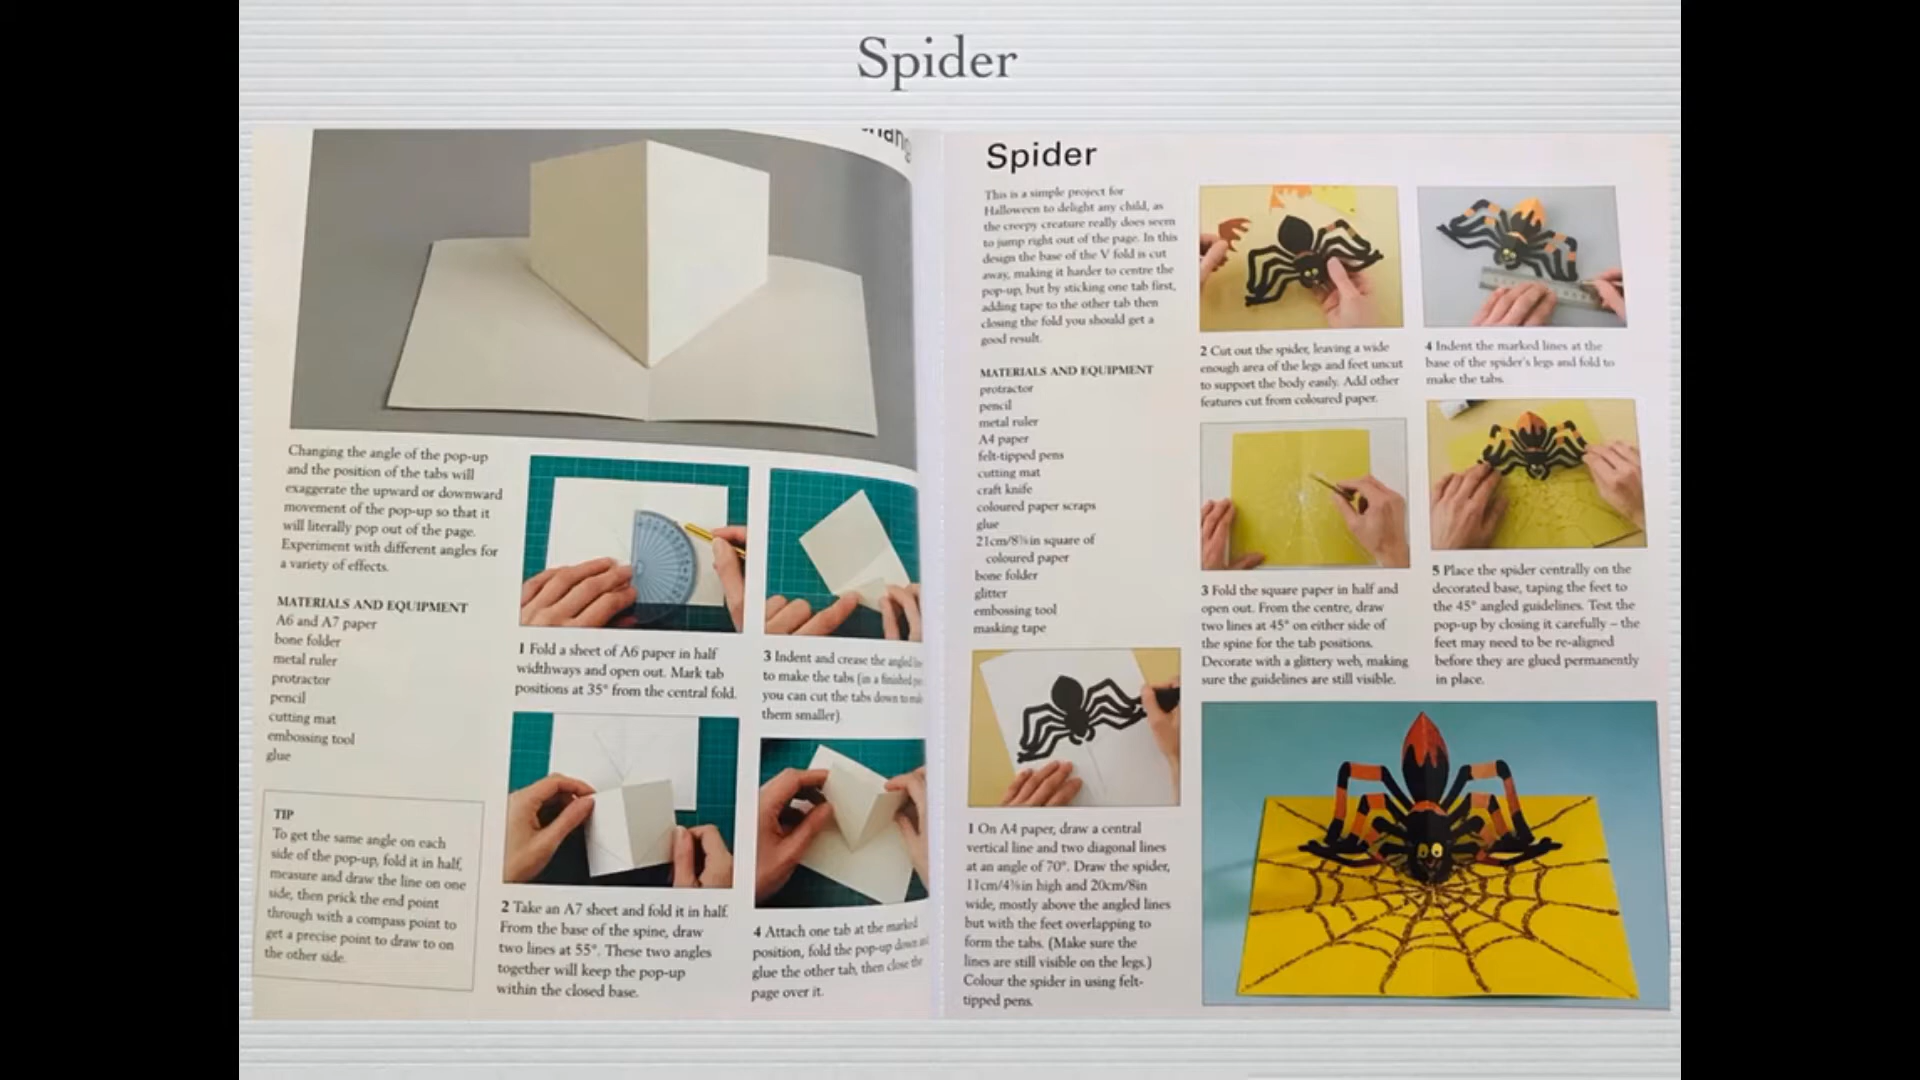 Spider
Changing the angle of the pop-up
and the position of the tabs will
exaggerate the upward or downward
movement of the pop-up so that it
will literally pop out of the page.
Experiment with different angles for
a variety of effects.
MATERIALS AND EQUIPMENT
A6 and A7 paper
bone folder
metal ruler
protractor
pencil
cutting mat
embossing tool
glue
TIP
To get the same angle on each
side of the pop-up, fold it in half,
measure and draw the line on one
side, then prick the end point
through with a compass point to
get a precise point to draw to on
the other side.
1 Fold a sheet of A6 paper in half
widthways and open out. Mark tab
positions at 35° from the central fold.
2 Take an A7 sheet and fold it in half.
From the base of the spine, draw
two lines at 55°. These two angles
together will keep the pop-up
within the closed base.
3 Indent and crease the angled
to make the tabs (in a finished
you can cut the tabs down to
them smaller).
4 Attach one tab at the marked
position, fold the pop-up down and
glue the other tab, then close the
page over it.
Spider
This is a simple project for
Halloween to delight any child, as
the creepy creature really does seem
to jump right out of the page. In this
design the base of the V fold is cut
away, making it harder to centre the
pop-up, but by sticking one tab first,
adding tape to the other tab then
closing the fold you should get a
good result.
MATERIALS AND EQUIPMENT
protractor
pencil
metal ruler
A4 paper
felt-tipped pens
cutting mat
craft knife
coloured paper scraps
glue
21cm/8¼in square of
coloured paper
bone folder
glitter
embossing tool
masking tape
1 On A4 paper, draw a central
vertical line and two diagonal lines
at an angle of 70°. Draw the spider,
11cm/4⅜in high and 20cm/8in
wide, mostly above the angled lines
but with the feet overlapping to
form the tabs. (Make sure the
lines are still visible on the legs.)
Colour the spider in using felt-
tipped pens.
2 Cut out the spider, leaving a wide
enough area of the legs and feet uncut
to support the body easily. Add other
features cut from coloured paper.
3 Fold the square paper in half and
open out. From the centre, draw
two lines at 45° on either side of
the spine for the tab positions.
Decorate with a glittery web, making
sure the guidelines are still visible.
4 Indent the marked lines at the
base of the spider's legs and fold to
make the tabs.
5 Place the spider centrally on the
decorated base, taping the feet to
the 45° angled guidelines. Test the
pop-up by closing it carefully – the
feet may need to be re-aligned
before they are glued permanently
in place.